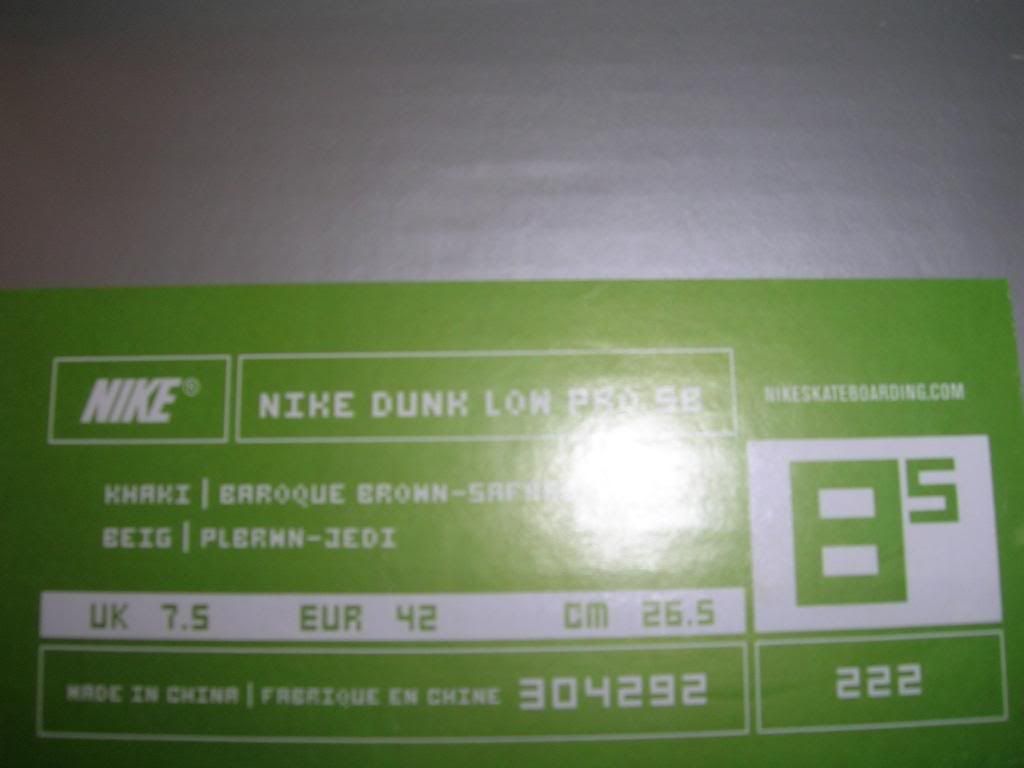 NIKE®
NIKE DUNK LOW PRO SB
NIKESKATEBOARDING.COM
KHAKI | BAROQUE BROWN-
BEIG | PLBRWN-JEDI
8 5
UK 7.5 EUR 42 CM 26.5
MADE IN CHINA | FABRIQUE EN CHINE 304292
222